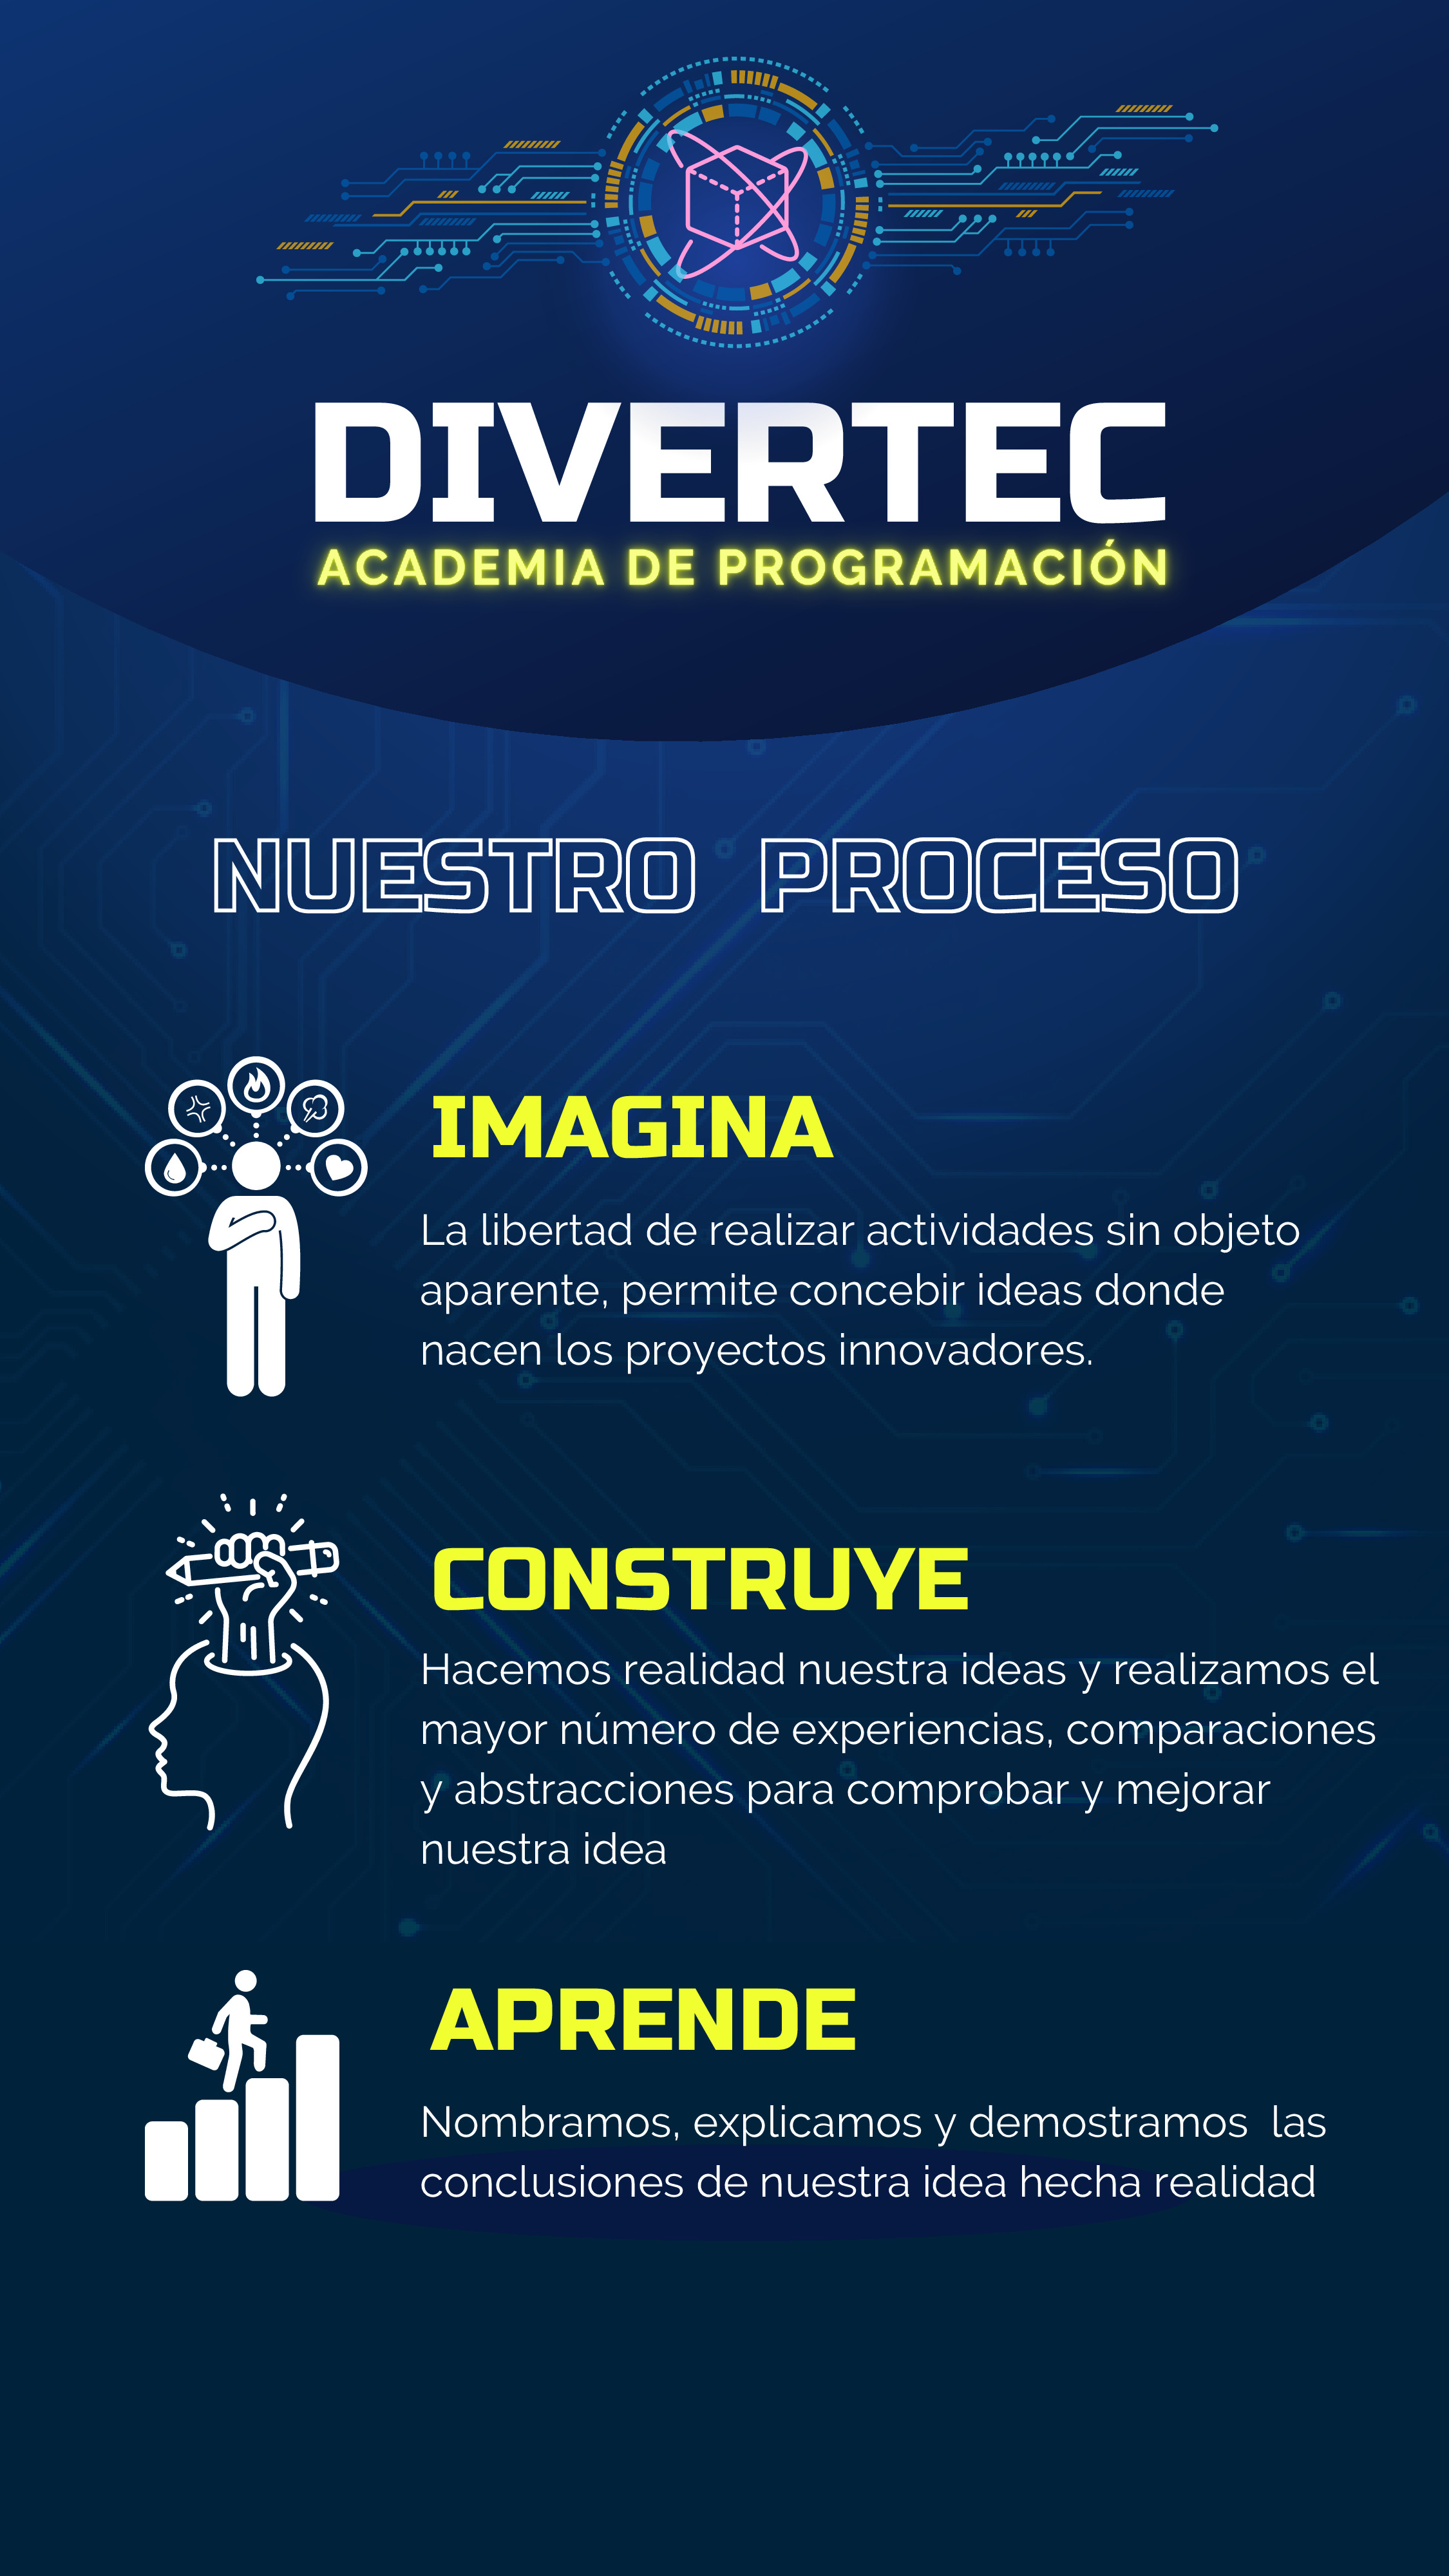 DIVERTEC
ACADEMIA DE PROGRAMACIÓN
NUESTRO PROCESO
IMAGINA
La libertad de realizar actividades sin objeto
aparente, permite concebir ideas donde
nacen los proyectos innovadores.
CONSTRUYE
Hacemos realidad nuestra ideas y realizamos el
mayor número de experiencias, comparaciones
y abstracciones para comprobar y mejorar
nuestra idea
APRENDE
Nombramos, explicamos y demostramos las
conclusiones de nuestra idea hecha realidad